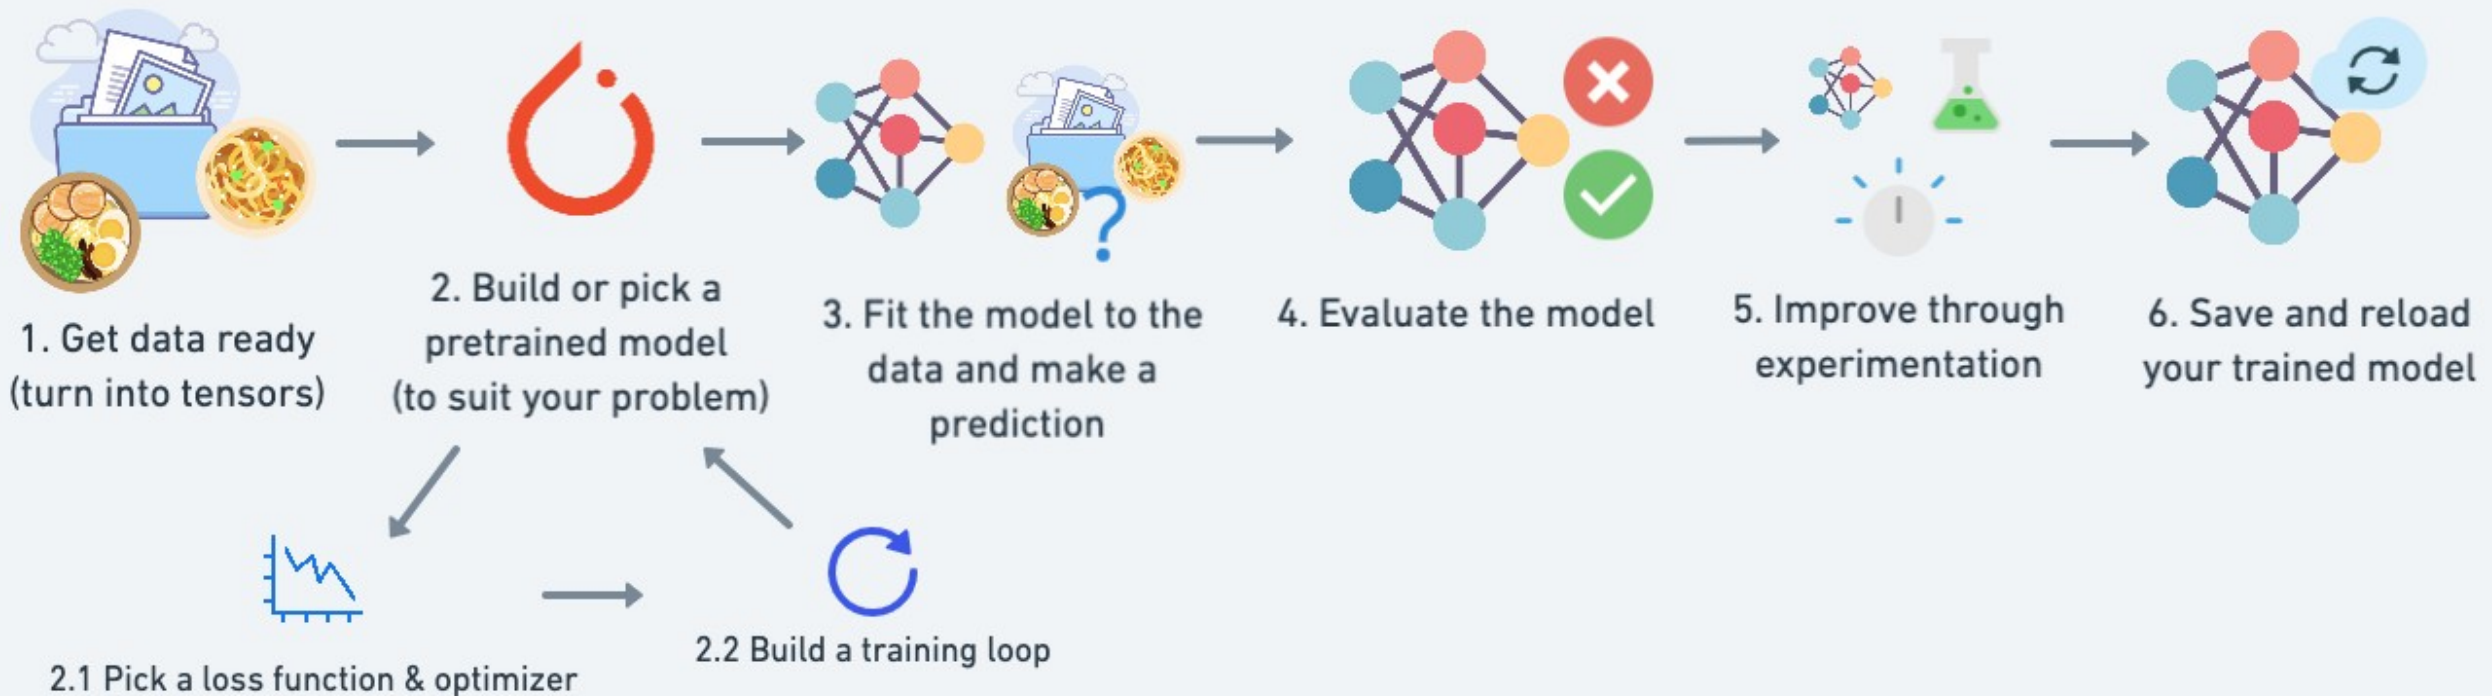 1. Get data ready
(turn into tensors)
2. Build or pick a
pretrained model
(to suit your problem)
3. Fit the model to the
data and make a
prediction
4. Evaluate the model
5. Improve through
experimentation
6. Save and reload
your trained model
2.1 Pick a loss function & optimizer
2.2 Build a training loop